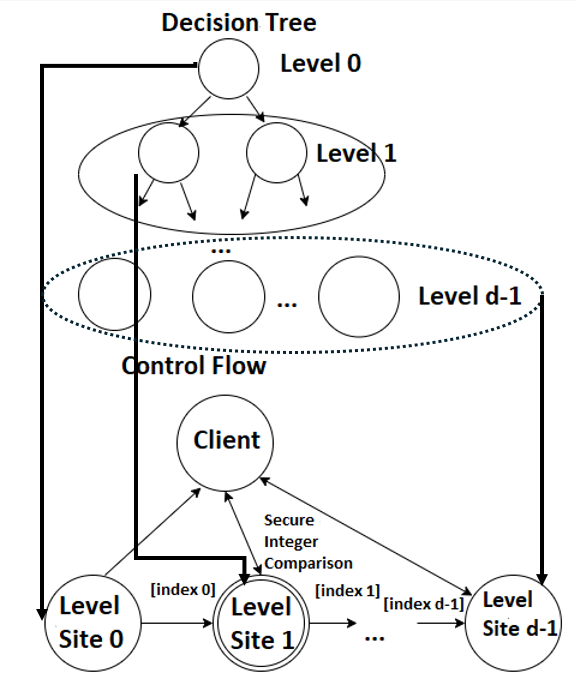 Decision Tree
Level 0
Level 1
...
... Level d-1
Control Flow
Client
Secure
Integer
Comparison
[index 0]
[index 1]
[index d-1]
Level
Site 0
Level
Site 1
...
Level
Site d-1